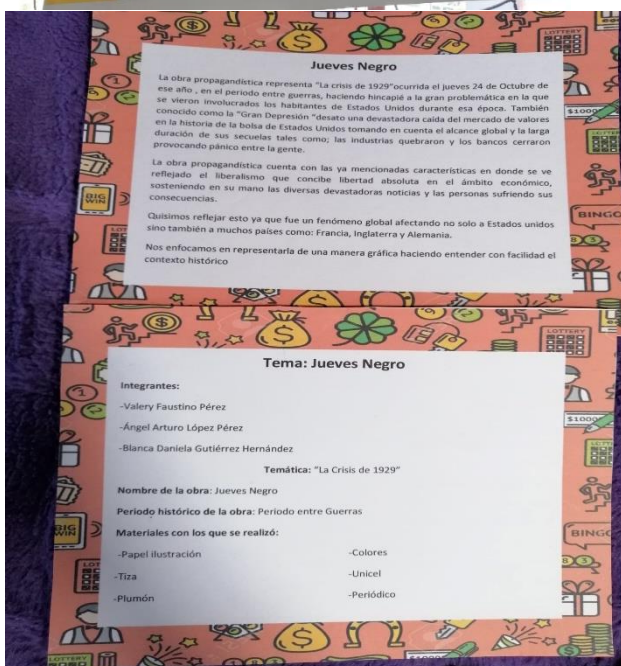 Jueves Negro
La obra propagandística representa "La crisis de 1929"ocurrida el jueves 24 de Octubre de
ese año , en el periodo entre guerras, haciendo hincapié a la gran problemática en la que
se vieron involucrados los habitantes de Estados Unidos durante esa época. También
conocido como la "Gran Depresión "desato una devastadora caída del mercado de valores
en la historia de la bolsa de Estados Unidos tomando en cuenta el alcance global y la larga
duración de sus secuelas tales como; las industrias quebraron y los bancos cerraron
provocando pánico entre la gente.
La obra propagandística cuenta con las ya mencionadas características en donde se ve
reflejado el liberalismo que concibe libertad absoluta en el ámbito económico,
sosteniendo en su mano las diversas devastadoras noticias y las personas sufriendo sus
consecuencias.
Quisimos reflejar esto ya que fue un fenómeno global afectando no solo a Estados unidos
sino también a muchos países como: Francia, Inglaterra y Alemania.
Nos enfocamos en representarla de una manera gráfica haciendo entender con facilidad el
contexto histórico
LOTTERY
$1000
BIG
WIN
BINGO
Tema: Jueves Negro
Integrantes:
-Valery Faustino Pérez
-Ángel Arturo López Pérez
-Blanca Daniela Gutiérrez Hernández
Temática: "La Crisis de 1929"
Nombre de la obra: Jueves Negro
Periodo histórico de la obra: Periodo entre Guerras
Materiales con los que se realizó:
-Papel ilustración
-Colores
-Tiza
-Unicel
-Plumón
-Periódico
LOTTERY
$1000
BIG
WIN
BINGO
LOTTERY